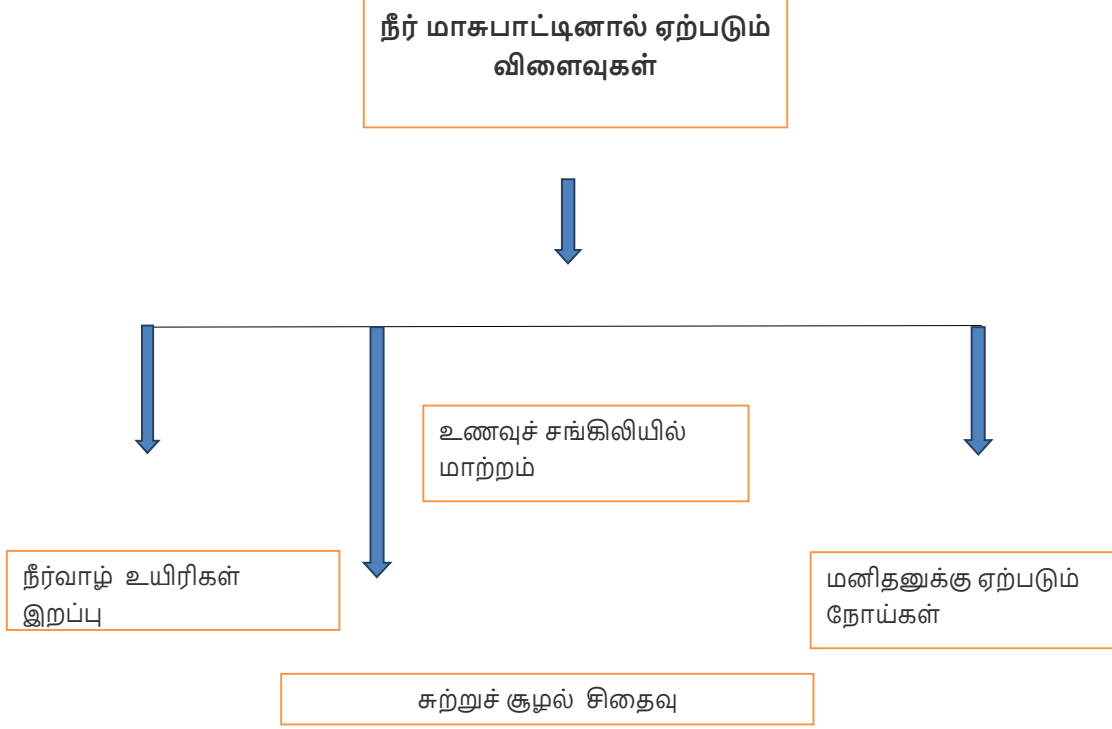 நீர் மாசுபாட்டினால் ஏற்படும்
விளைவுகள்
உணவுச் சங்கிலியில்
மாற்றம்
நீர்வாழ் உயிரிகள்
இறப்பு
மனிதனுக்கு ஏற்படும்
நோய்கள்
சுற்றுச் சூழல் சிதைவு